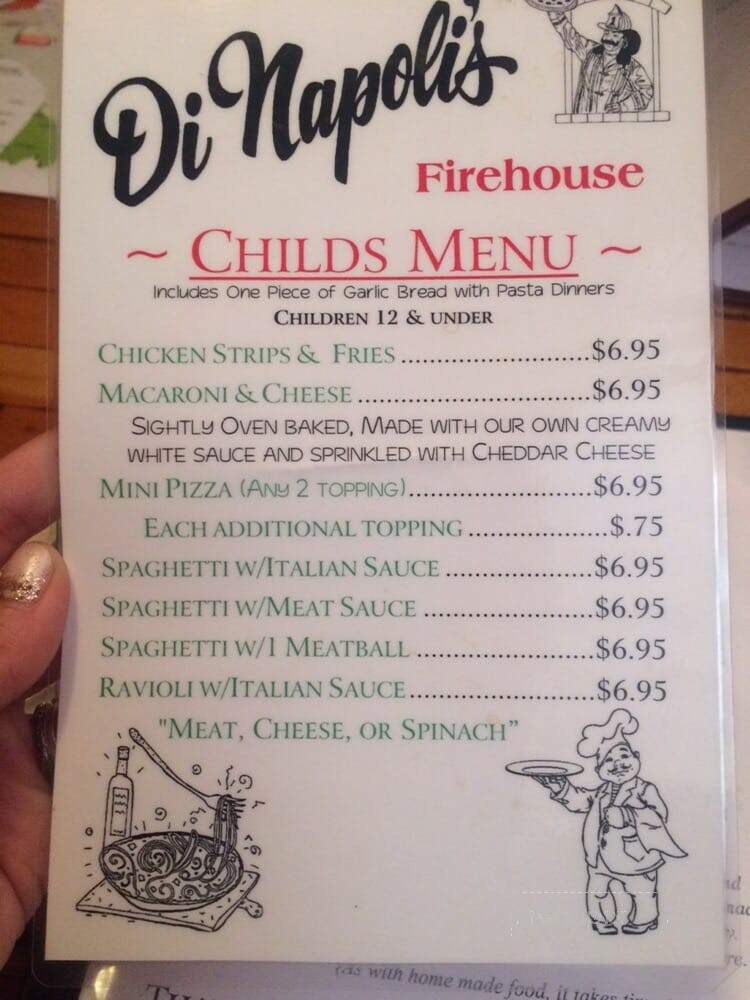 Di Napoli's
Firehouse
~ CHILDS MENU ~
Includes One Piece of Garlic Bread with Pasta Dinners
CHILDREN 12 & UNDER
CHICKEN STRIPS & FRIES ........................$6.95
MACARONI & CHEESE .............................$6.95
SIGHTLY OVEN BAKED, MADE WITH OUR OWN CREAMY
WHITE SAUCE AND SPRINKLED WITH CHEDDAR CHEESE
MINI PIZZA (ANY 2 TOPPING).......................$6.95
EACH ADDITIONAL TOPPING ..................$.75
SPAGHETTI W/ITALIAN SAUCE ...................$6.95
SPAGHETTI W/MEAT SAUCE ......................$6.95
SPAGHETTI W/1 MEATBALL .......................$6.95
RAVIOLI W/ITALIAN SAUCE........................$6.95
"MEAT, CHEESE, OR SPINACH”
with home made food, it takes